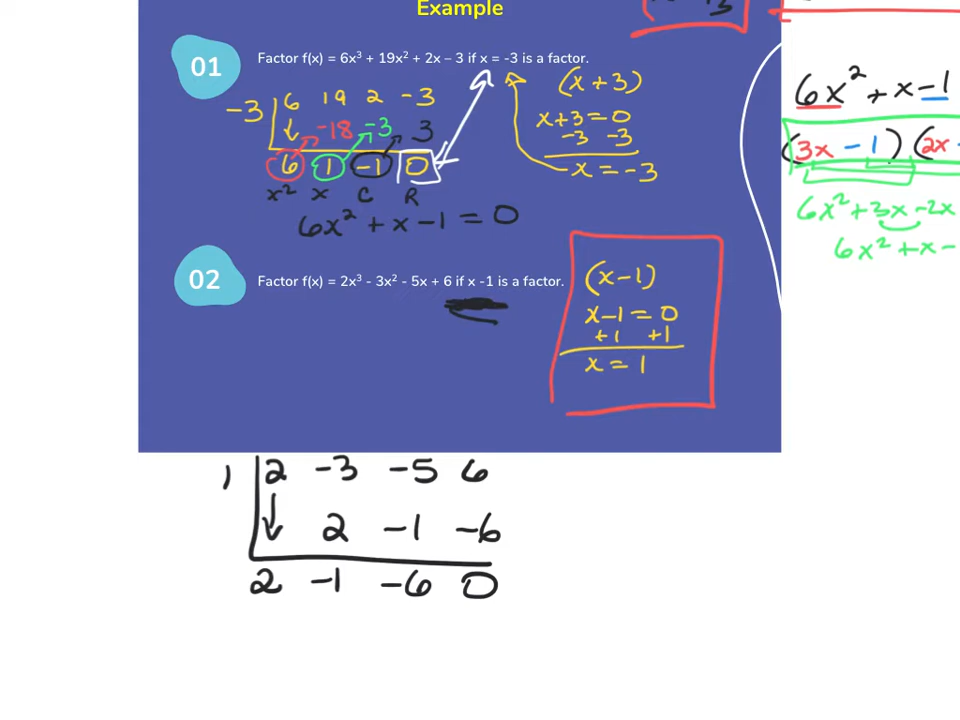 Example
01
Factor f(x) = 6x³ + 19x² + 2x – 3 if x = -3 is a factor.
-3 6 19 2 -3
-18 -3 3
6 1 -1 0
x² x C R
6x² + x - 1 = 0
(x + 3)
x+3 = 0
-3 -3
x = -3
6x² + x - 1
(3x - 1) (2x
6x² + 3x - 2x
6x² + x -
02
Factor f(x) = 2x³ - 3x² - 5x + 6 if x -1 is a factor.
(x-1)
x-1 = 0
+1 +1
x = 1
1 2 -3 -5 6
2 -1 -6
2 -1 -6 0